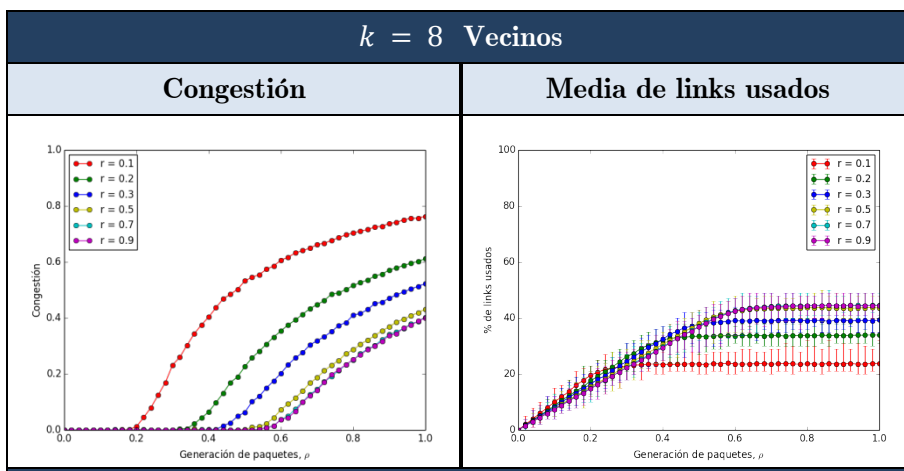 k = 8 Vecinos
Congestión
Media de links usados
1.0
0.8
0.6
0.4
0.2
0.0
Congestión
r = 0.1
r = 0.2
r = 0.3
r = 0.5
r = 0.7
r = 0.9
0.0 0.2 0.4 0.6 0.8 1.0
Generación de paquetes, ρ
100
80
60
40
20
0
% de links usados
r = 0.1
r = 0.2
r = 0.3
r = 0.5
r = 0.7
r = 0.9
0.0 0.2 0.4 0.6 0.8 1.0
Generación de paquetes, ρ